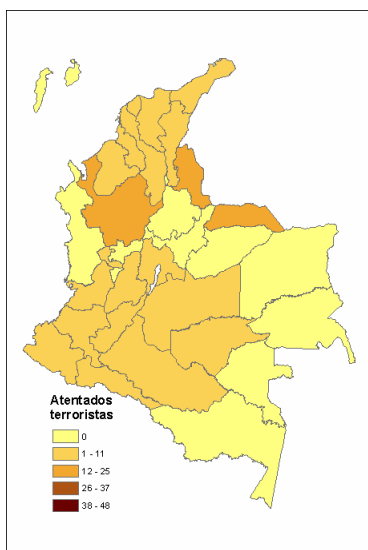 Atentados
terroristas
0
1 - 11
12 - 25
26 - 37
38 - 48